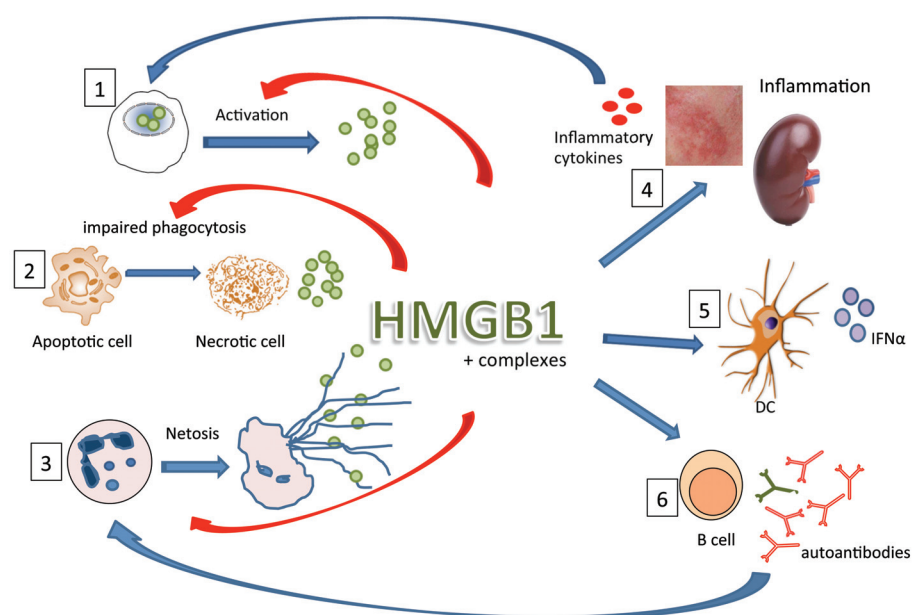 1
Activation
Inflammatory
cytokines
Inflammation
4
impaired phagocytosis
2
Apoptotic cell
Necrotic cell
HMGB1
+ complexes
5
DC
IFNα
3
Netosis
6
B cell
autoantibodies